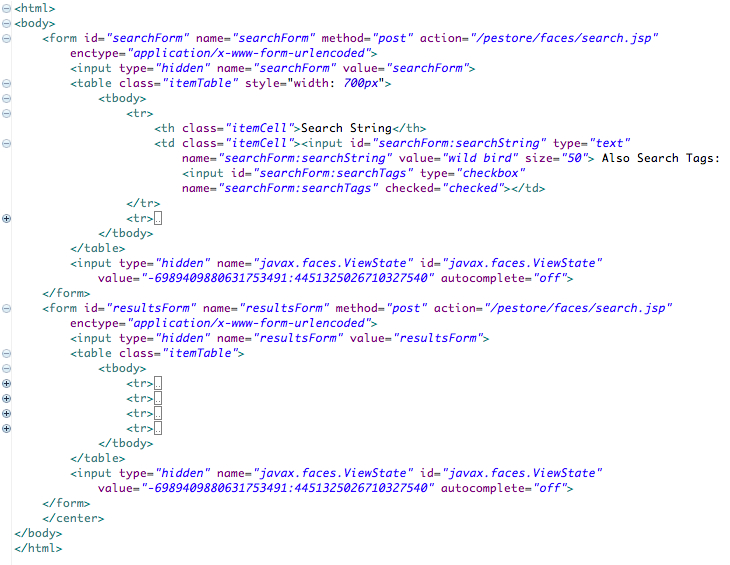 <html>
<body>
<form id="searchForm" name="searchForm" method="post" action="/pestore/faces/search.jsp"
enctype="application/x-www-form-urlencoded">
<input type="hidden" name="searchForm" value="searchForm">
<table class="itemTable" style="width: 700px">
<tbody>
<tr>
<th class="itemCell">Search String</th>
<td class="itemCell"><input id="searchForm:searchString" type="text"
name="searchForm:searchString" value="wild bird" size="50"> Also Search Tags:
<input id="searchForm:searchTags" type="checkbox"
name="searchForm:searchTags" checked="checked"></td>
</tr>
<tr>..
</tbody>
</table>
<input type="hidden" name="javax.faces.ViewState" id="javax.faces.ViewState"
value="-6989409880631753491:4451325026710327540" autocomplete="off">
</form>
<form id="resultsForm" name="resultsForm" method="post" action="/pestore/faces/search.jsp"
enctype="application/x-www-form-urlencoded">
<input type="hidden" name="resultsForm" value="resultsForm">
<table class="itemTable">
<tbody>
<tr>..
<tr>..
<tr>..
<tr>..
</tbody>
</table>
<input type="hidden" name="javax.faces.ViewState" id="javax.faces.ViewState"
value="-6989409880631753491:4451325026710327540" autocomplete="off">
</form>
</center>
</body>
</html>